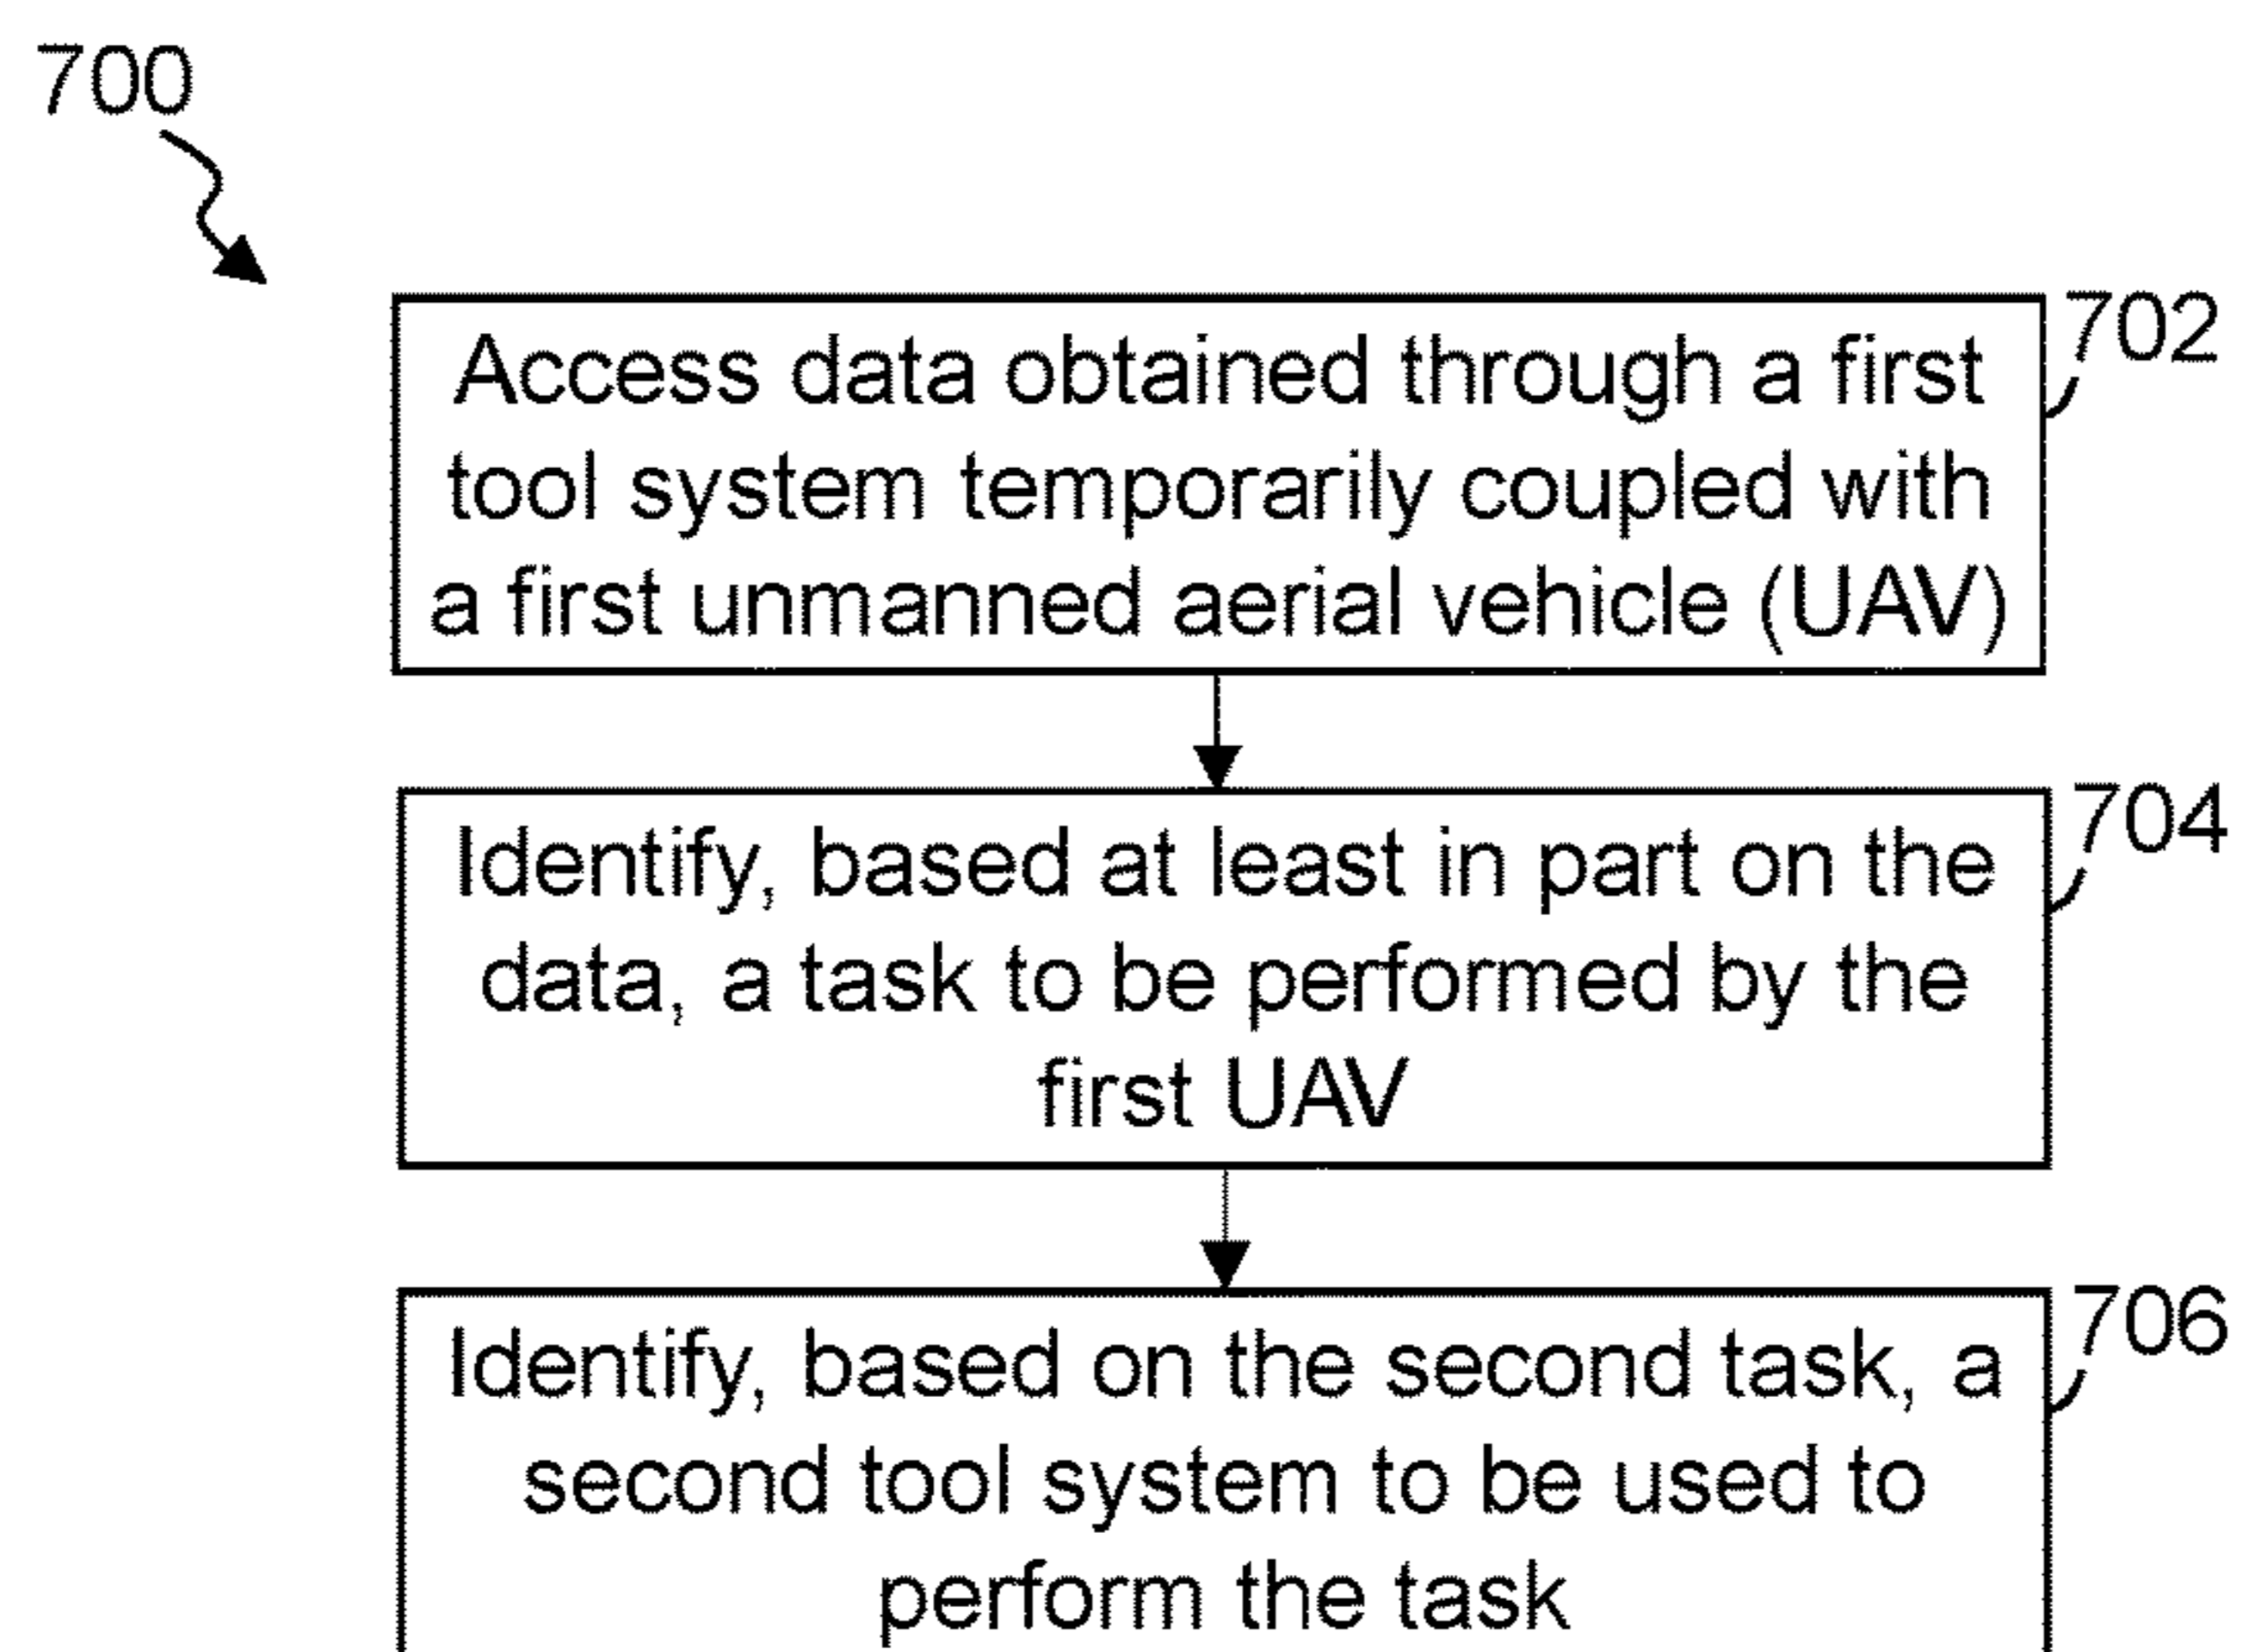 700
702
Access data obtained through a first
tool system temporarily coupled with
a first unmanned aerial vehicle (UAV)
704
Identify, based at least in part on the
data, a task to be performed by the
first UAV
706
Identify, based on the second task, a
second tool system to be used to
perform the task